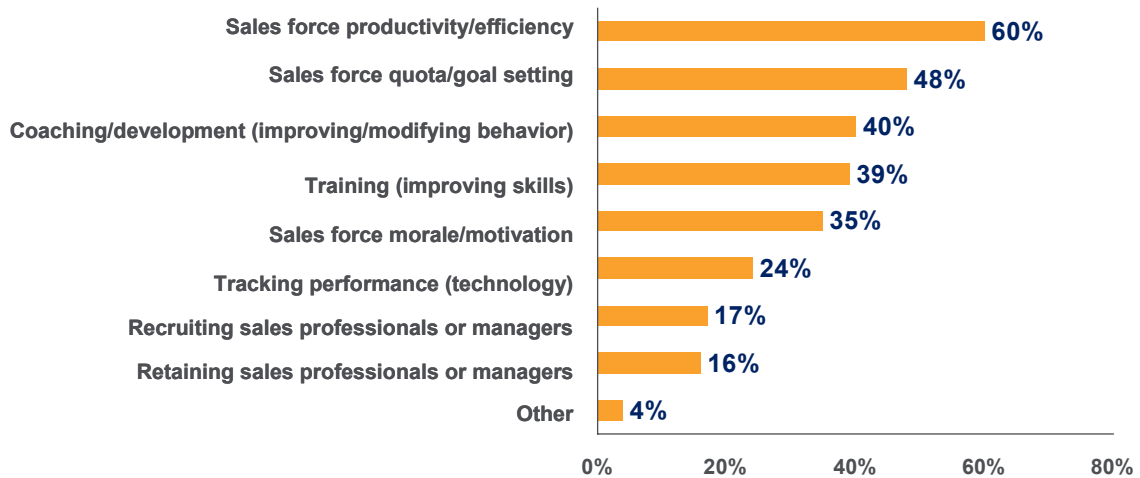 Sales force productivity/efficiency 60%
Sales force quota/goal setting 48%
Coaching/development (improving/modifying behavior) 40%
Training (improving skills) 39%
Sales force morale/motivation 35%
Tracking performance (technology) 24%
Recruiting sales professionals or managers 17%
Retaining sales professionals or managers 16%
Other 4%
0% 20% 40% 60% 80%